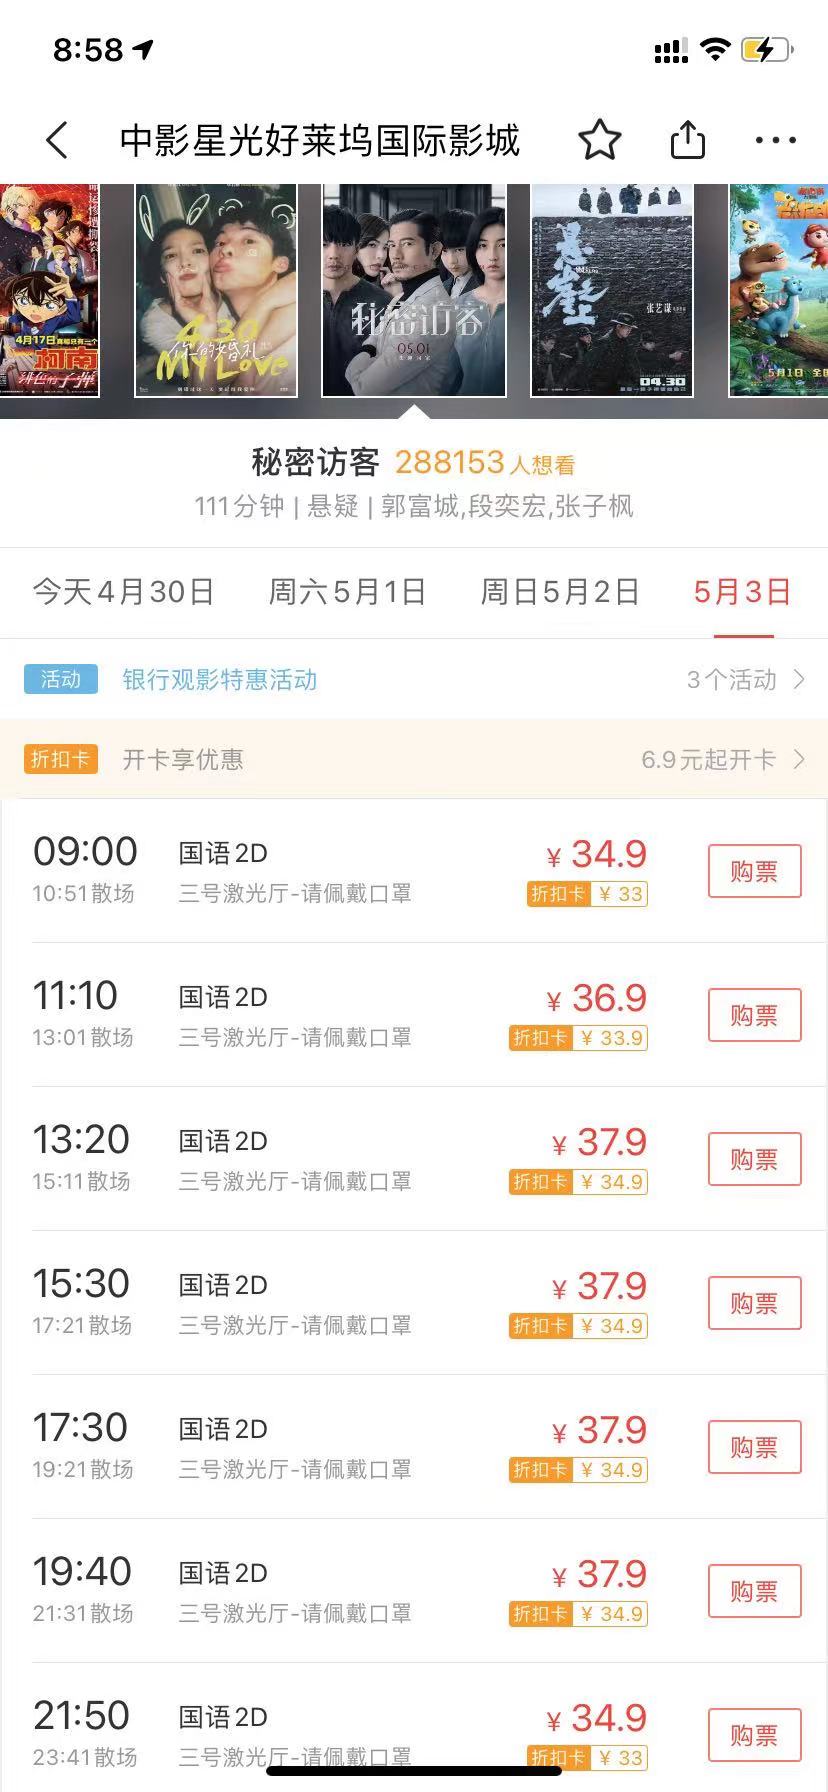 8:58
中影星光好莱坞国际影城
4月17日真相只有一个
柯南
绯色的子弹
4.30
你的婚礼
My Love
秘密访客
05.01
悬崖之上
张艺谋
04.30
5月1日 全国
秘密访客 288153人想看
111分钟 | 悬疑 | 郭富城,段奕宏,张子枫
今天4月30日 周六5月1日 周日5月2日 5月3日
活动 银行观影特惠活动 3个活动
折扣卡 开卡享优惠 6.9元起开卡
09:00 国语2D ¥ 34.9 购票
10:51散场 三号激光厅-请佩戴口罩 折扣卡 ¥ 33
11:10 国语2D ¥ 36.9 购票
13:01散场 三号激光厅-请佩戴口罩 折扣卡 ¥ 33.9
13:20 国语2D ¥ 37.9 购票
15:11散场 三号激光厅-请佩戴口罩 折扣卡 ¥ 34.9
15:30 国语2D ¥ 37.9 购票
17:21散场 三号激光厅-请佩戴口罩 折扣卡 ¥ 34.9
17:30 国语2D ¥ 37.9 购票
19:21散场 三号激光厅-请佩戴口罩 折扣卡 ¥ 34.9
19:40 国语2D ¥ 37.9 购票
21:31散场 三号激光厅-请佩戴口罩 折扣卡 ¥ 34.9
21:50 国语2D ¥ 34.9 购票
23:41散场 三号激光厅-请佩戴口罩 折扣卡 ¥ 33